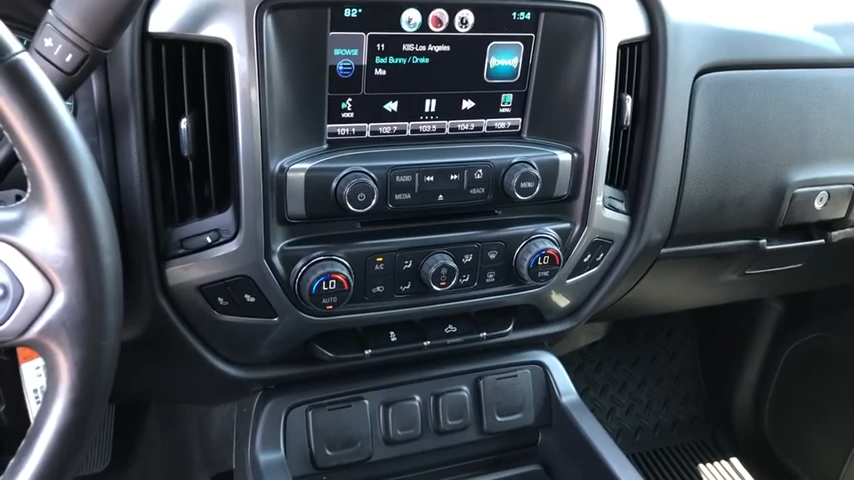 82° 1:54
BROWSE
11 KIIS-Los Angeles
Bad Bunny / Drake
Mia
VOICE
MENU
101.1 102.7 103.5 104.3 106.7
RADIO
MEDIA
BACK
MENU
LO
AUTO
A/C
LO
SYNC